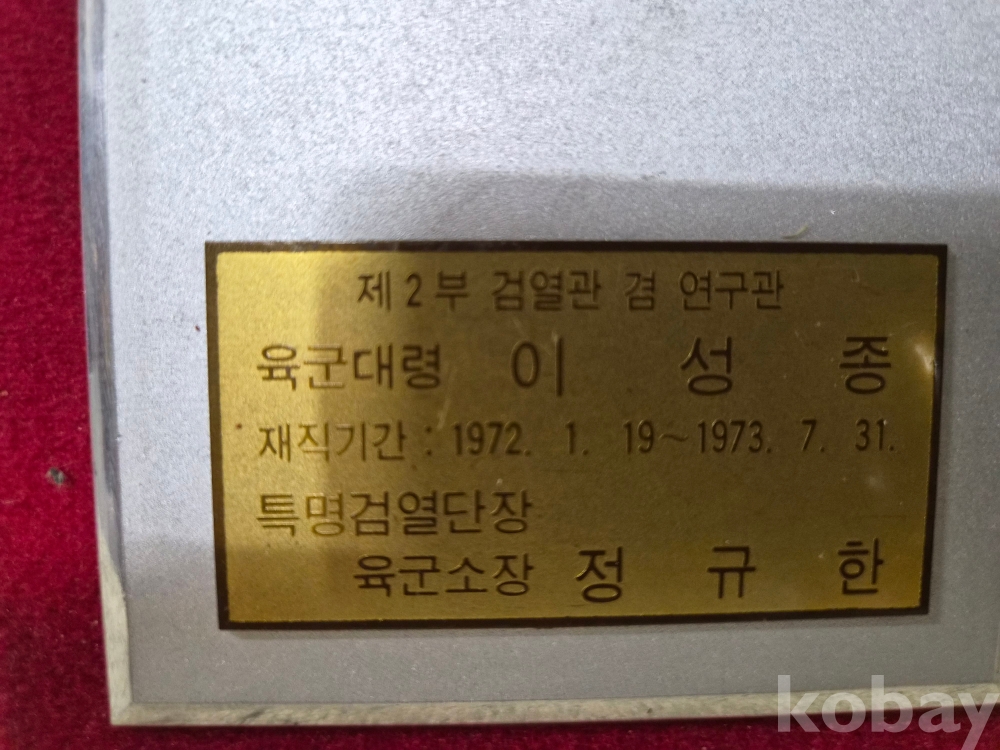 제2부 검열관 겸 연구관
육군대령 이 성 종
재직기간 : 1972. 1. 19~1973. 7. 31.
특명검열단장
육군소장 정 규 한
kobay